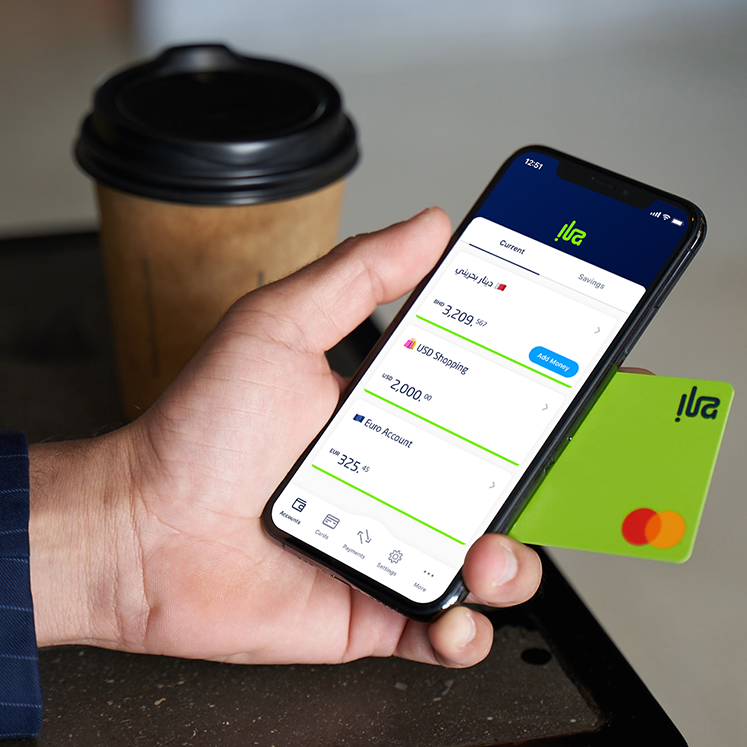 12:51
ila
Current
Savings
دينار بحريني
BHD 3,209. 567
Add Money
USD Shopping
USD 2,000. 00
Euro Account
EUR 325. 45
Accounts
Cards
Payments
Settings
More
ila